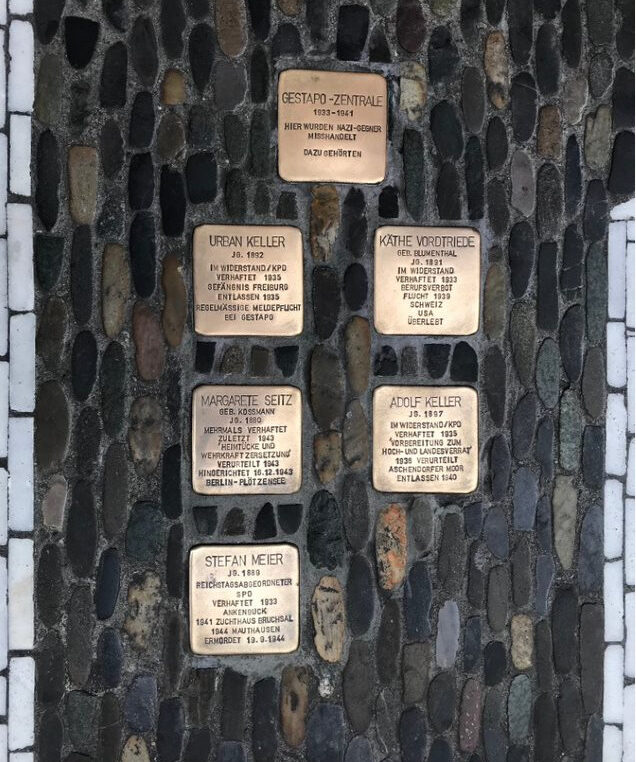 GESTAPO-ZENTRALE
1933-1941
HIER WURDEN NAZI-GEGNER
MISSHANDELT
DAZU GEHÖRTEN
URBAN KELLER
JG. 1892
IM WIDERSTAND/KPD
VERHAFTET 1935
GEFÄNGNIS FREIBURG
ENTLASSEN 1935
REGELMÄSSIGE MELDEPFLICHT
BEI GESTAPO
KÄTHE VORDTRIEDE
GEB. BLUMENTHAL
JG. 1891
IM WIDERSTAND
VERHAFTET 1933
BERUFSVERBOT
FLUCHT 1939
SCHWEIZ
USA
ÜBERLEBT
MARGARETE SEITZ
GEB. KOSSMANN
JG. 1880
MEHRMALS VERHAFTET
ZULETZT 1943
'HEIMTÜCKE UND
WEHRKRAFTZERSETZUNG'
VERURTEILT 1943
HINGERICHTET 16.12.1943
BERLIN-PLÖTZENSEE
ADOLF KELLER
JG. 1897
IM WIDERSTAND/KPD
VERHAFTET 1935
'VORBEREITUNG ZUM
HOCH- UND LANDESVERRAT'
1936 VERURTEILT
ASCHENDORFER MOOR
ENTLASSEN 1940
STEFAN MEIER
JG. 1889
REICHSTAGSABGEORDNETER
SPD
VERHAFTET 1933
ANKENBUCK
1941 ZUCHTHAUS BRUCHSAL
1944 MAUTHAUSEN
ERMORDET 19.9.1944